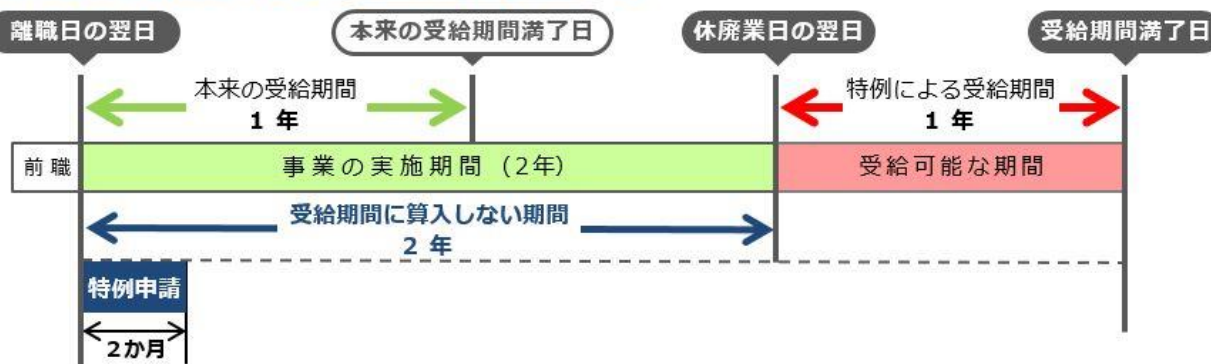 離職日の翌日
本来の受給期間満了日
休廃業日の翌日
受給期間満了日
本来の受給期間
1 年
特例による受給期間
1 年
前職
事業の実施期間 (2年)
受給可能な期間
受給期間に算入しない期間
2 年
特例申請
2か月